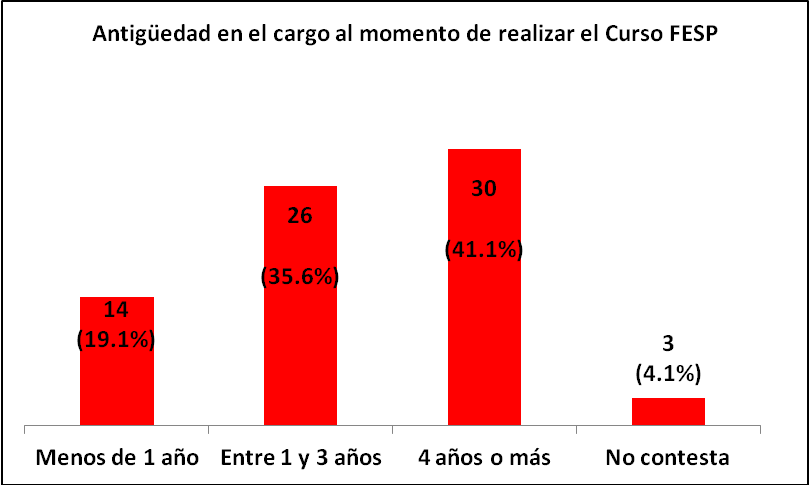 Antigüedad en el cargo al momento de realizar el Curso FESP
14
(19.1%)
26
(35.6%)
30
(41.1%)
3
(4.1%)
Menos de 1 año
Entre 1 y 3 años
4 años o más
No contesta